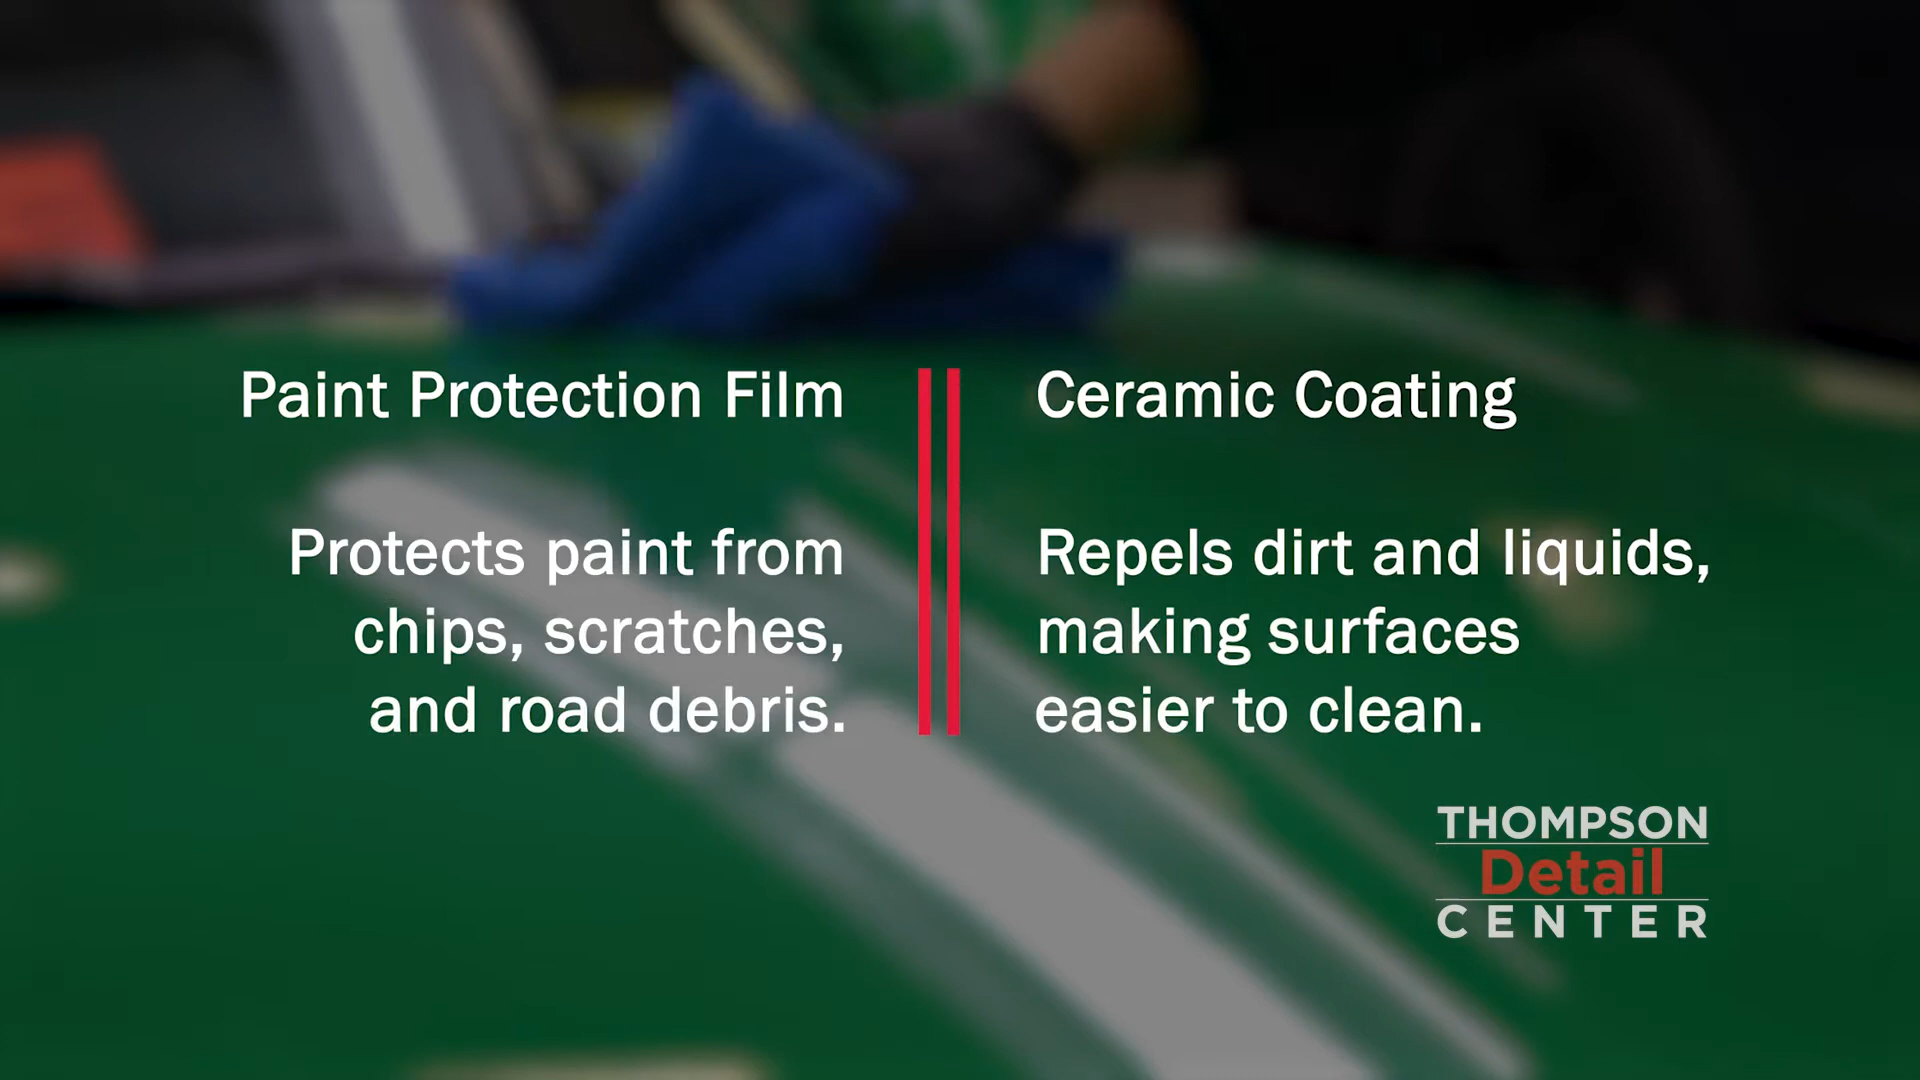 Paint Protection Film
Protects paint from
chips, scratches,
and road debris.
Ceramic Coating
Repels dirt and liquids,
making surfaces
easier to clean.
THOMPSON
Detail
CENTER